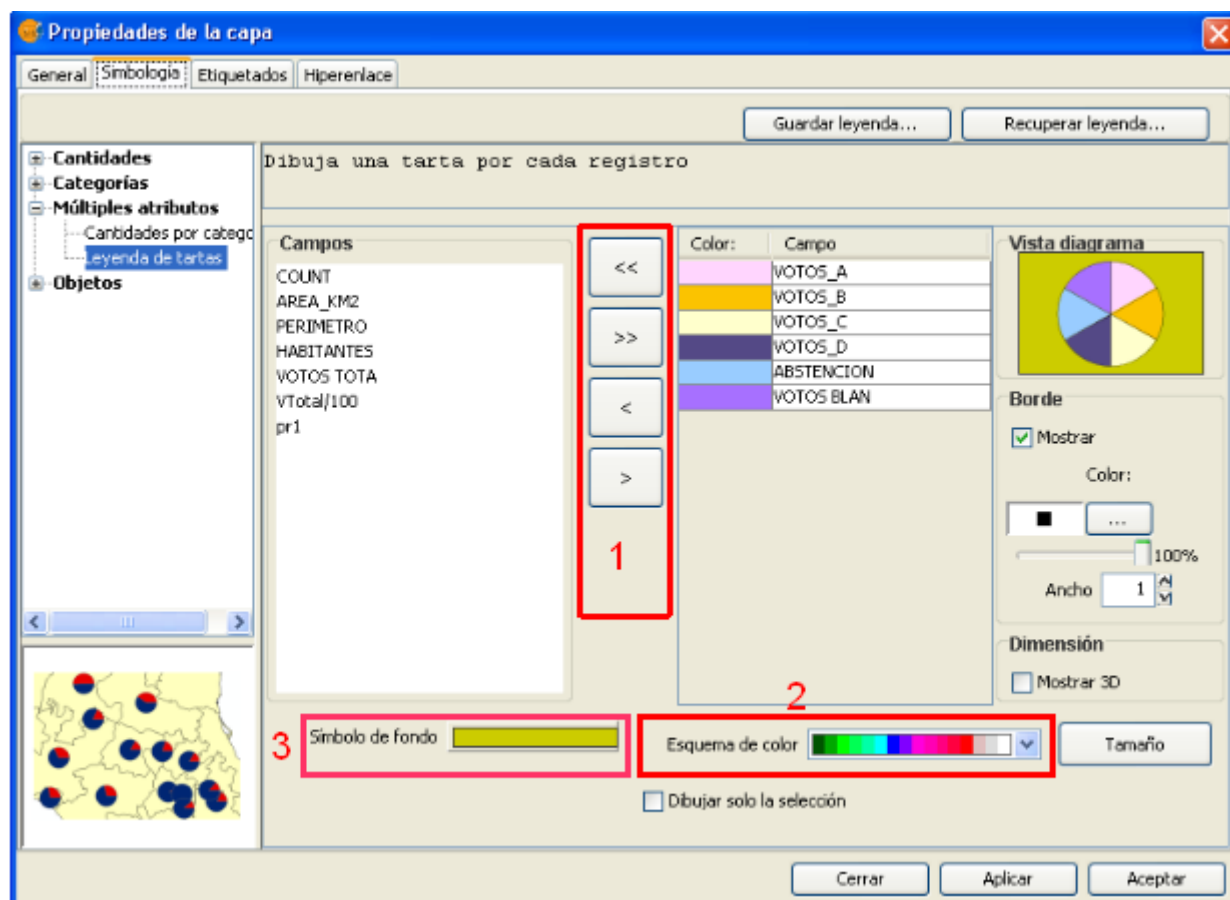 Propiedades de la capa
General Simbología Etiquetados Hiperenlace
Guardar leyenda... Recuperar leyenda...
Cantidades
Categorías
Múltiples atributos
Cantidades por catego
Leyenda de tartas
Objetos
Dibuja una tarta por cada registro
Campos
COUNT
AREA_KM2
PERIMETRO
HABITANTES
VOTOS TOTA
VTotal/100
pr1
<<
>>
<
>
1
Color: Campo
VOTOS_A
VOTOS_B
VOTOS_C
VOTOS_D
ABSTENCION
VOTOS BLAN
Vista diagrama
Borde
Mostrar
Color:
...
100%
Ancho 1
Dimensión
Mostrar 3D
2
3 Símbolo de fondo
Esquema de color
Tamaño
Dibujar solo la selección
Cerrar Aplicar Aceptar